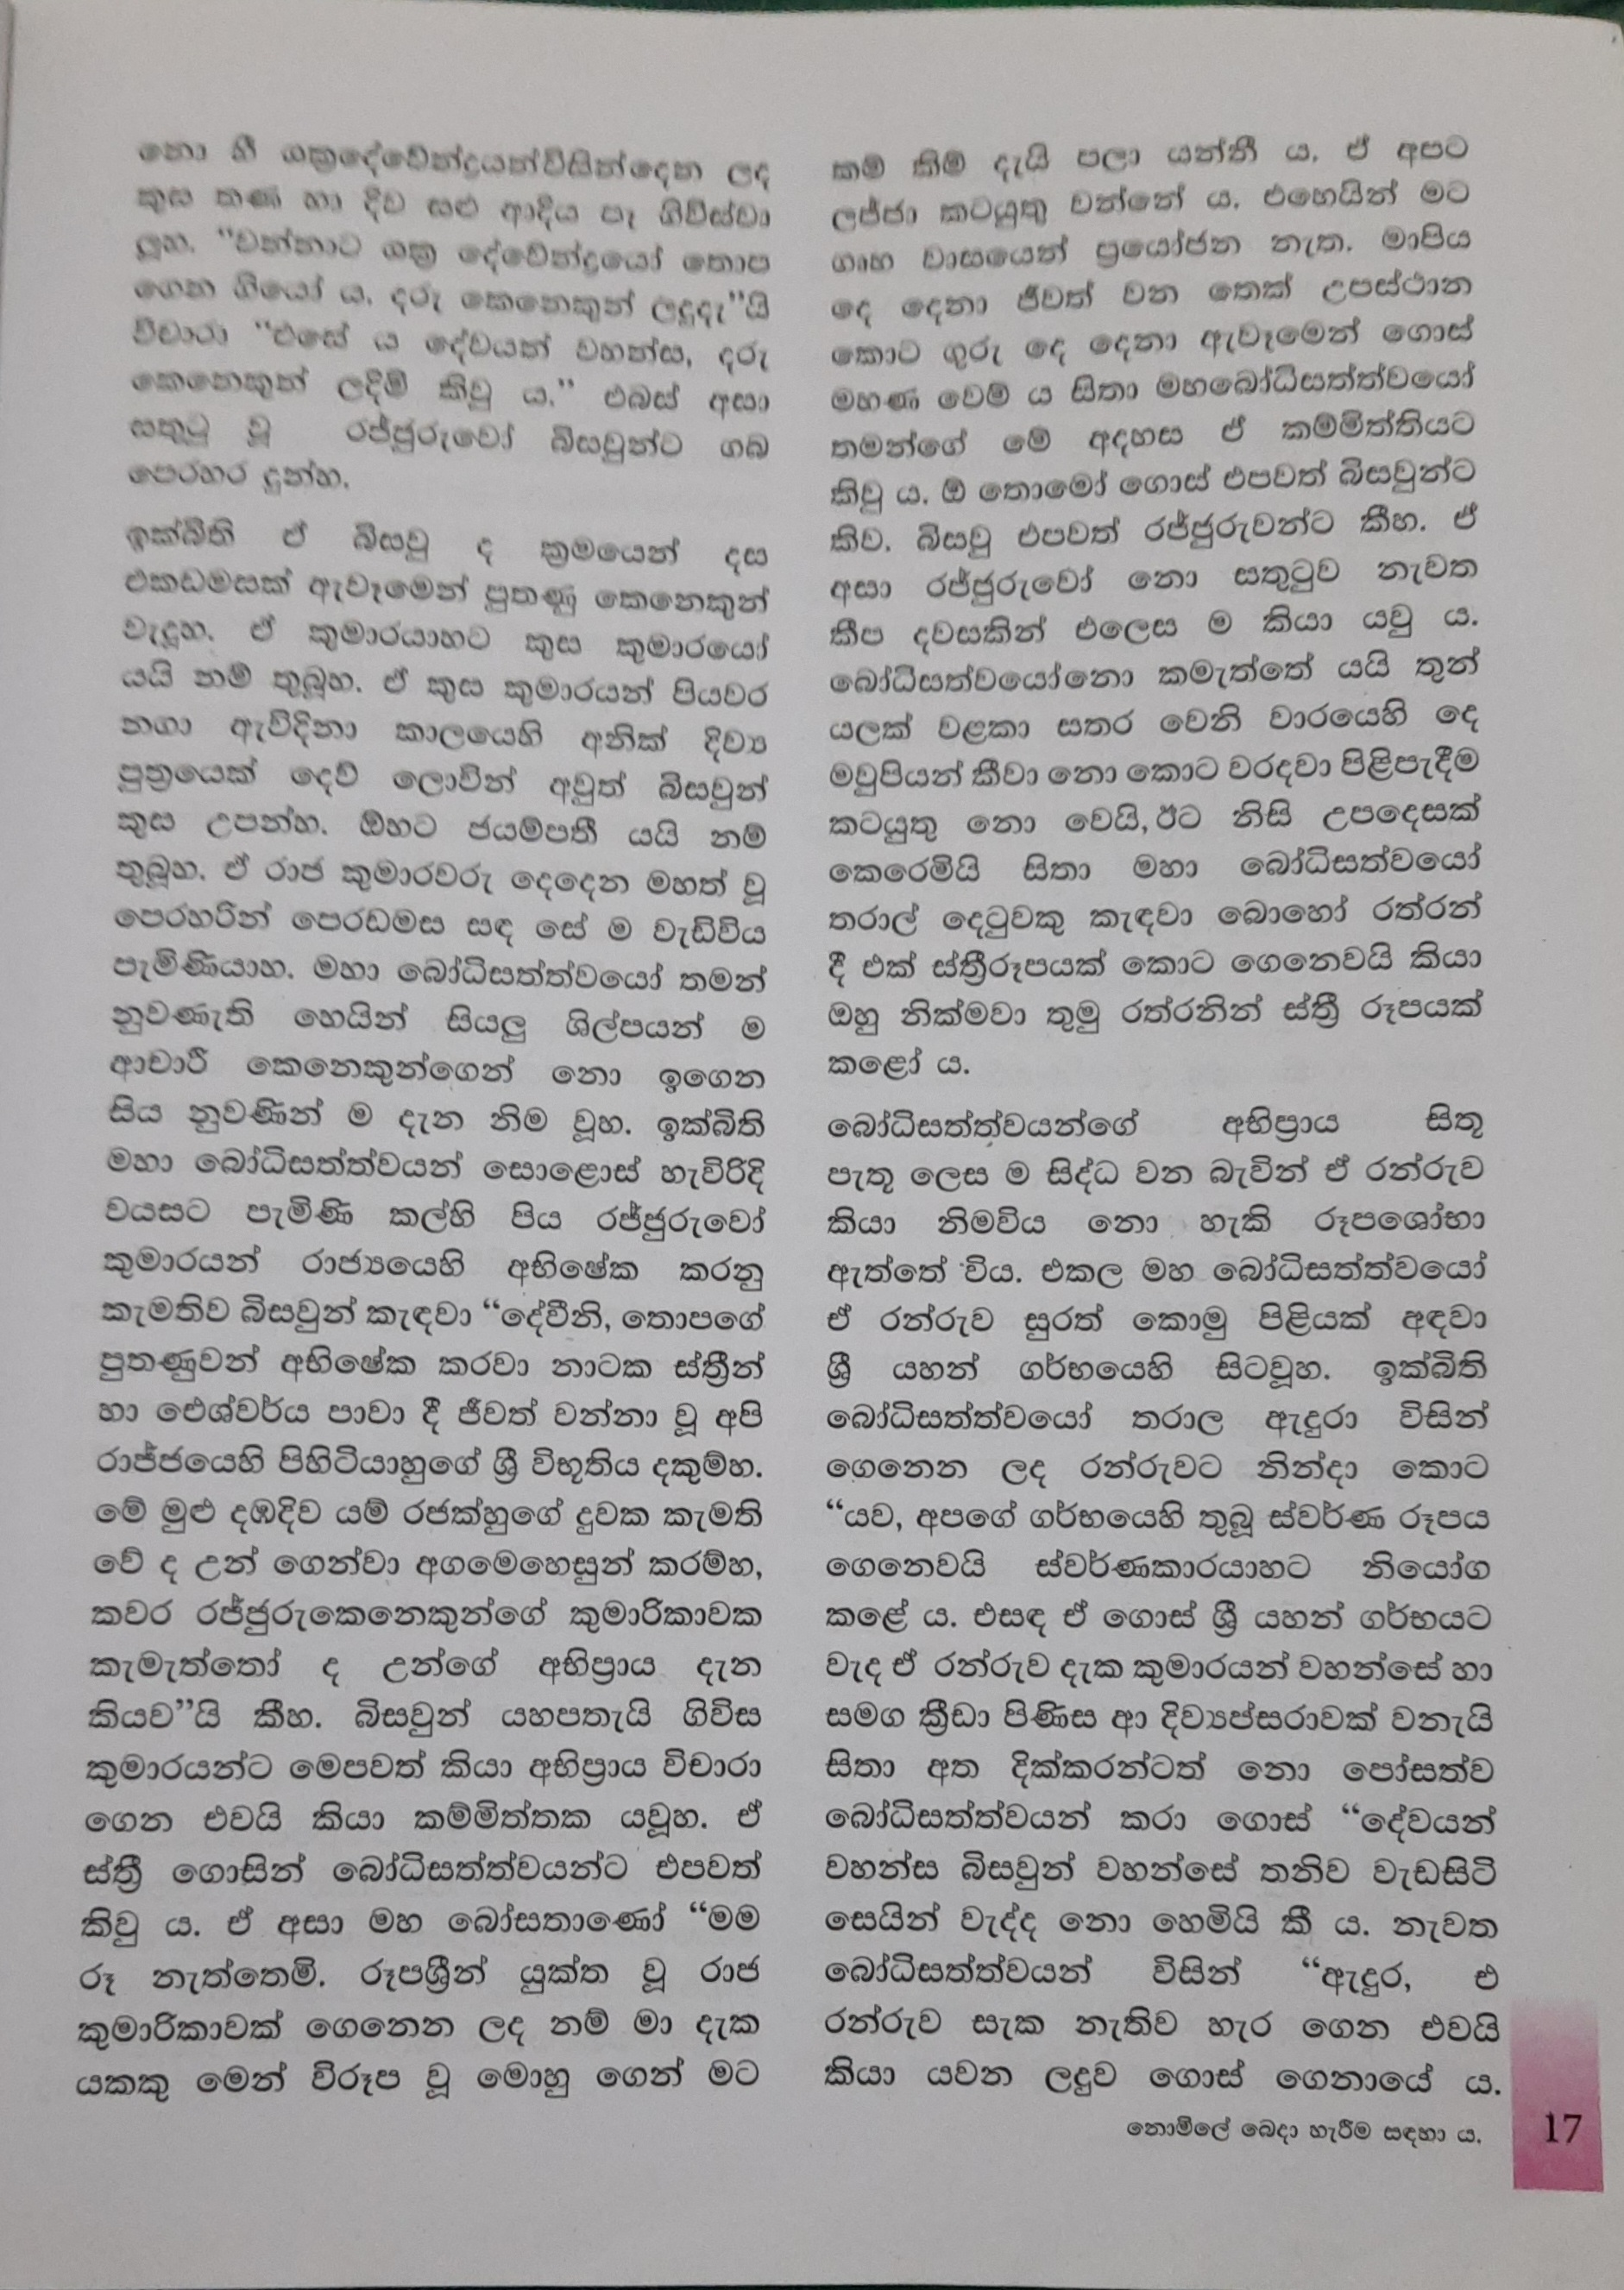 නො හී ශක්‍රදේවේන්ද්‍රයන්විසින්දෙන ලද
කුස තණ හා දිව සළු ආදිය පෑ ගිවිස්වා
ලූහ. “වන්නාට ශක්‍ර දේවේන්ද්‍රයෝ තොප
ගෙන ගියෝ ය. දරු කෙනෙකුන් ලදුදැ”යි
විචාරා “එසේ ය දේවයන් වහන්ස, දරු
කෙනෙකුන් ලදිමි කිවු ය.” එබස් අසා
සතුටු වූ රජ්ජුරුවෝ බිසවුන්ට ගබ
පෙරහර දුන්හ.
ඉක්බිති ඒ බිසවු ද ක්‍රමයෙන් දස
එකඩමසක් ඇවෑමෙන් පුතණු කෙනෙකුන්
වැදූහ. ඒ කුමාරයාහට කුස කුමාරයෝ
යයි නම් තුබූහ. ඒ කුස කුමාරයන් පියවර
නගා ඇවිදිනා කාලයෙහි අනික් දිව්‍ය
පුත්‍රයෙක් දෙව් ලොවින් අවුත් බිසවුන්
කුස උපන්හ. ඕහට ජයම්පතී යයි නම්
තුබූහ. ඒ රාජ කුමාරවරු දෙදෙන මහත් වූ
පෙරහරින් පෙරඩමස සඳ සේ ම වැඩිවිය
පැමිණියාහ. මහා බෝධිසත්ත්වයෝ තමන්
නුවණැති හෙයින් සියලු ශිල්පයන් ම
ආචාරී කෙනෙකුන්ගෙන් නො ඉගෙන
සිය නුවණින් ම දැන නිම වූහ. ඉක්බිති
මහා බෝධිසත්ත්වයන් සොළොස් හැවිරිදි
වයසට පැමිණි කල්හි පිය රජ්ජුරුවෝ
කුමාරයන් රාජ්‍යයෙහි අභිෂේක කරනු
කැමතිව බිසවුන් කැඳවා “දේවීනි, තොපගේ
පුතණුවන් අභිෂේක කරවා නාටක ස්ත්‍රීන්
හා ඓශ්වර්ය පාවා දී ජීවත් වන්නා වූ අපි
රාජ්ජයෙහි පිහිටියාහුගේ ශ්‍රී විභූතිය දකුම්හ.
මේ මුළු දඹදිව යම් රජක්හුගේ දුවක කැමති
වේ ද උන් ගෙන්වා අගමෙහෙසුන් කරම්හ,
කවර රජ්ජුරුකෙනෙකුන්ගේ කුමාරිකාවක
කැමැත්තෝ ද උන්ගේ අභිප්‍රාය දැන
කියව”යි කීහ. බිසවුන් යහපතැයි ගිවිස
කුමාරයන්ට මෙපවත් කියා අභිප්‍රාය විචාරා
ගෙන එවයි කියා කම්මිත්තක යවූහ. ඒ
ස්ත්‍රී ගොසින් බෝධිසත්ත්වයන්ට එපවත්
කිවු ය. ඒ අසා මහ බෝසතාණෝ “මම
රූ නැත්තෙමි. රූපශ්‍රීන් යුක්ත වූ රාජ
කුමාරිකාවක් ගෙනෙන ලද නම් මා දැක
යකකු මෙන් විරූප වූ මොහු ගෙන් මට
කම් කිම් දැයි පලා යන්නී ය. ඒ අපට
ලජ්ජා කටයුතු වන්නේ ය. එහෙයින් මට
ගෘහ වාසයෙන් ප්‍රයෝජන නැත. මාපිය
දෙ දෙනා ජීවත් වන තෙක් උපස්ථාන
කොට ගුරු දෙ දෙනා ඇවෑමෙන් ගොස්
මහණ වෙම් ය සිතා මහබෝධිසත්ත්වයෝ
තමන්ගේ මේ අදහස ඒ කම්මිත්තියට
කිවු ය. ඕ තොමෝ ගොස් එපවත් බිසවුන්ට
කිව. බිසවු එපවත් රජ්ජුරුවන්ට කීහ. ඒ
අසා රජ්ජුරුවෝ නො සතුටුව නැවත
කීප දවසකින් එලෙස ම කියා යවු ය.
බෝධිසත්වයෝනො කමැත්තේ යයි තුන්
යලක් වළකා සතර වෙනි වාරයෙහි දෙ
මවුපියන් කීවා නො කොට වරදවා පිළිපැදීම
කටයුතු නො වෙයි, ඊට නිසි උපදෙසක්
කෙරෙමියි සිතා මහා බෝධිසත්වයෝ
තරාල් දෙටුවකු කැඳවා බොහෝ රත්රන්
දී එක් ස්ත්‍රීරූපයක් කොට ගෙනෙවයි කියා
ඔහු නික්මවා තුමු රත්රනින් ස්ත්‍රී රූපයක්
කළෝ ය.
බෝධිසත්ත්වයන්ගේ අභිප්‍රාය සිතූ
පැතූ ලෙස ම සිද්ධ වන බැවින් ඒ රන්රුව
කියා නිමවිය නො හැකි රූපශෝභා
ඇත්තේ විය. එකල මහ බෝධිසත්ත්වයෝ
ඒ රන්රුව සුරත් කොමු පිළියක් අඳවා
ශ්‍රී යහන් ගර්භයෙහි සිටවූහ. ඉක්බිති
බෝධිසත්ත්වයෝ තරාල ඇදුරා විසින්
ගෙනෙන ලද රන්රුවට නින්දා කොට
“යව, අපගේ ගර්භයෙහි තුබූ ස්වර්ණ රූපය
ගෙනෙවයි ස්වර්ණකාරයාහට නියෝග
කළේ ය. එසඳ ඒ ගොස් ශ්‍රී යහන් ගර්භයට
වැද ඒ රන්රුව දැක කුමාරයන් වහන්සේ හා
සමග ක්‍රීඩා පිණිස ආ දිව්‍යප්සරාවක් වනැයි
සිතා අත දික්කරන්ටත් නො පෝසත්ව
බෝධිසත්ත්වයන් කරා ගොස් “දේවයන්
වහන්ස බිසවුන් වහන්සේ තනිව වැඩසිටි
සෙයින් වැද්ද නො හෙමියි කී ය. නැවත
බෝධිසත්ත්වයන් විසින් “ඇදුර, එ
රන්රුව සැක නැතිව හැර ගෙන එවයි
කියා යවන ලදුව ගොස් ගෙනායේ ය.
නොමිලේ බෙදා හැරීම සඳහා ය.
17